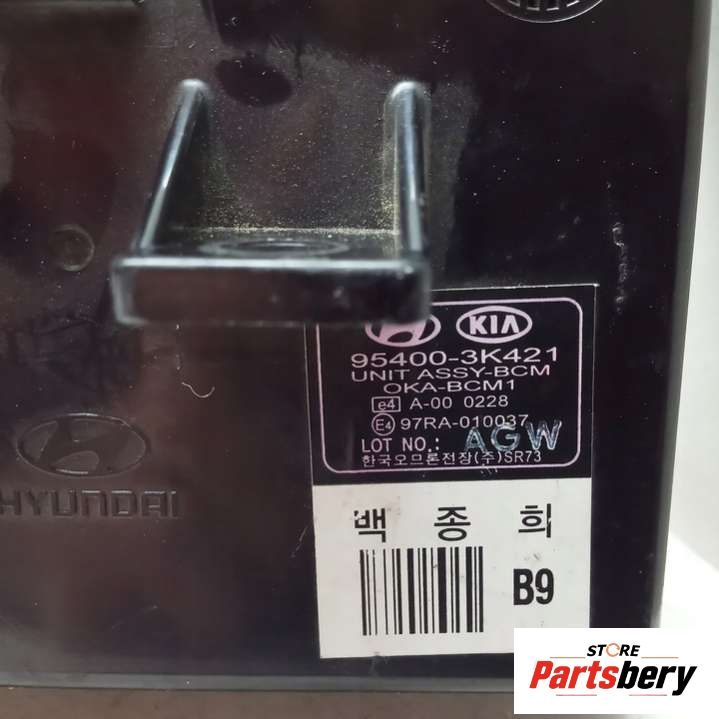 KIA
95400-3K421
UNIT ASSY-BCM
OKA-BCM1
e4 A-00 0228
E4 97RA-010037
LOT NO.: AGW
한국오므론전장(주)SR73
HYUNDAI
백 종 희
B9
STORE
Partsbery